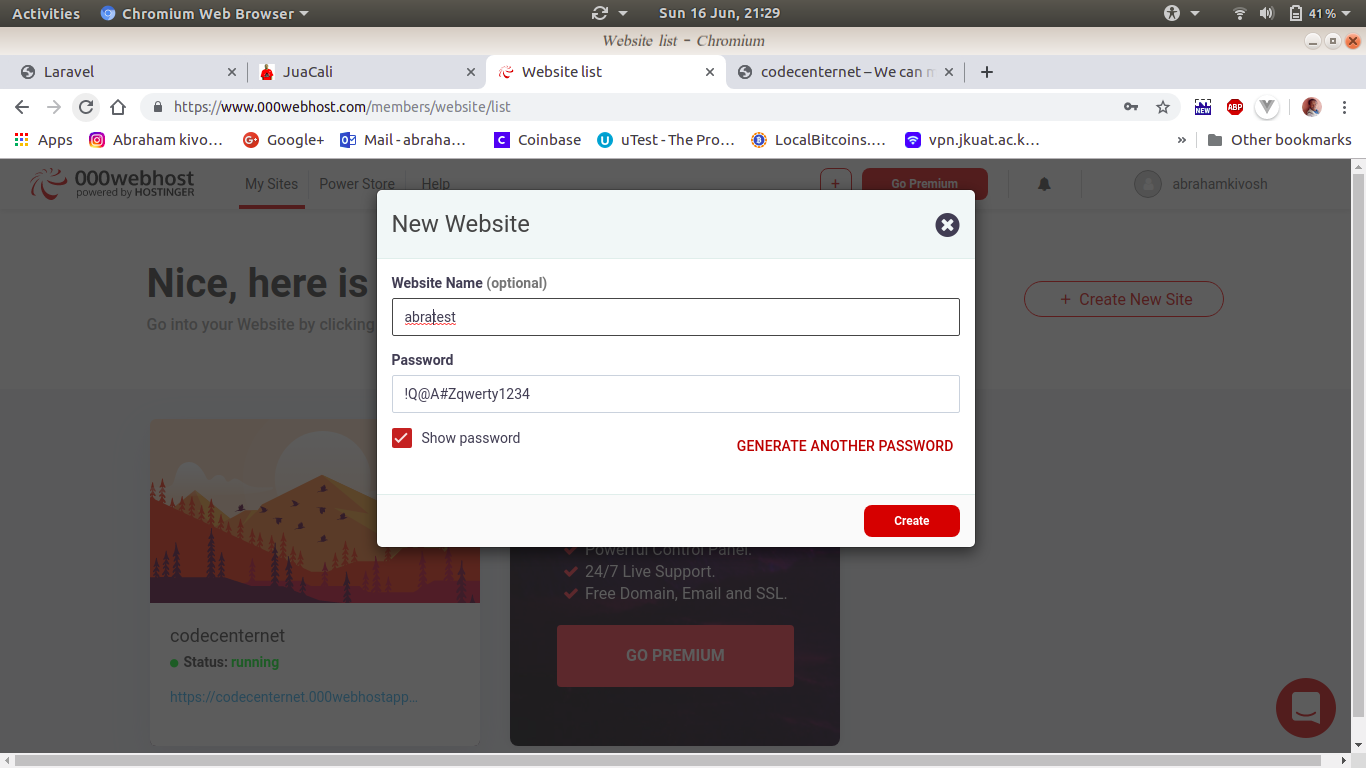 Activities Chromium Web Browser Sun 16 Jun, 21:29 41%
Website list - Chromium
Laravel JuaCali Website list codecenternet – We can m
https://www.000webhost.com/members/website/list ABP
Apps Abraham kivo... Google+ Mail - abraha... Coinbase uTest - The Pro... LocalBitcoins.... vpn.jkuat.ac.k... » Other bookmarks
000webhost
powered by HOSTINGER
My Sites Power Store Help + Go Premium abrahamkivosh
New Website
Nice, here is
Go into your Website by clicking
+ Create New Site
Website Name (optional)
abratest
Password
!Q@A#Zqwerty1234
Show password
GENERATE ANOTHER PASSWORD
Create
Powerful Control Panel.
24/7 Live Support.
Free Domain, Email and SSL.
GO PREMIUM
codecenternet
Status: running
https://codecenternet.000webhostapp...